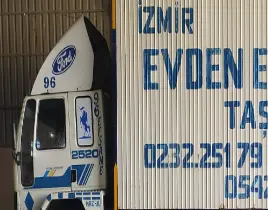 İZMİR
EVDEN E
TAŞ
0232.251 79
054
Ford
96
2520